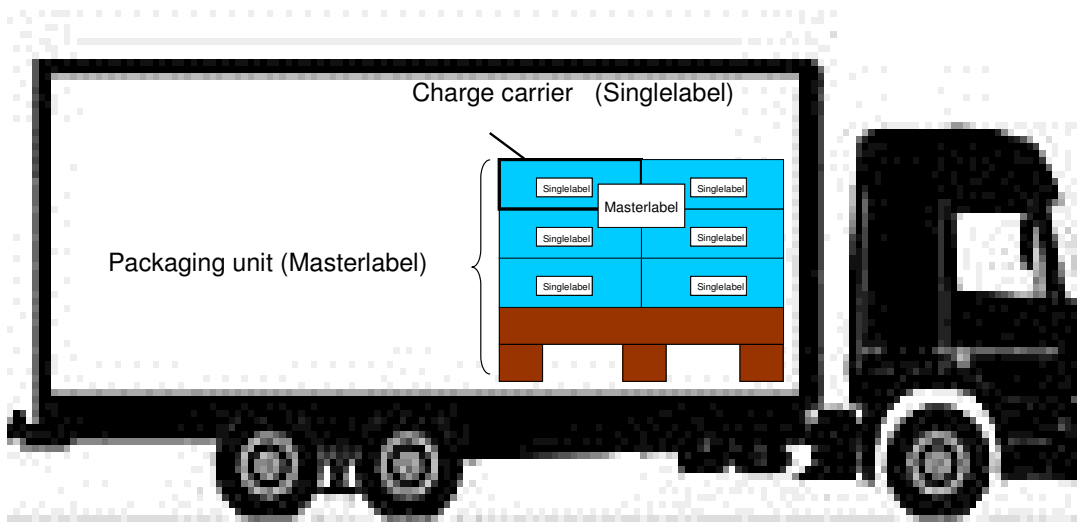 Charge carrier   (Singlelabel)
Singlelabel
Singlelabel
Masterlabel
Singlelabel
Singlelabel
Packaging unit (Masterlabel)
Singlelabel
Singlelabel